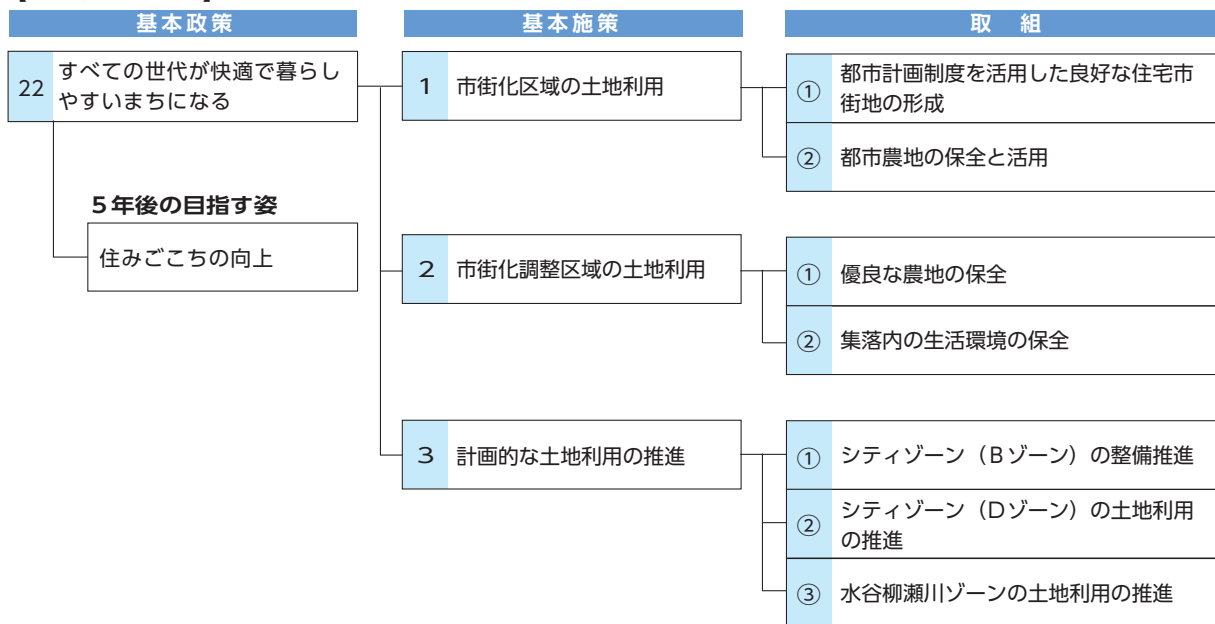 基本政策
基本施策
取　組
22
すべての世代が快適で暮らし
やすいまちになる
5年後の目指す姿
住みごこちの向上
1
市街化区域の土地利用
①
都市計画制度を活用した良好な住宅市
街地の形成
②
都市農地の保全と活用
2
市街化調整区域の土地利用
①
優良な農地の保全
②
集落内の生活環境の保全
3
計画的な土地利用の推進
①
シティゾーン（Bゾーン）の整備推進
②
シティゾーン（Dゾーン）の土地利用
の推進
③
水谷柳瀬川ゾーンの土地利用の推進